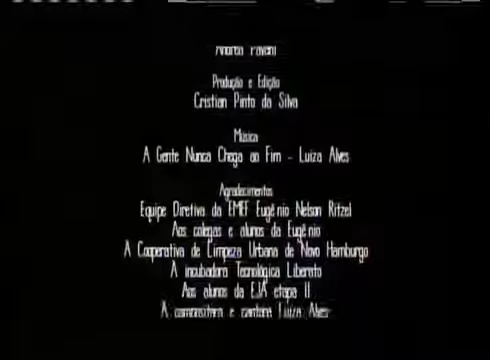 Produção e Edição
Cristian Pinto da Silva
Música
A Gente Nunca Chega ao Fim - Luiza Alves
Agradecimentos
Equipe Diretiva da EMEF Eugênio Nelson Ritzel
Aos colegas e alunos da Eugênio
A Cooperativa de Limpeza Urbana de Novo Hamburgo
A incubadora Tecnológica Liberato
Aos alunos da EJA etapa II
A compositora e cantora Luiza Alves